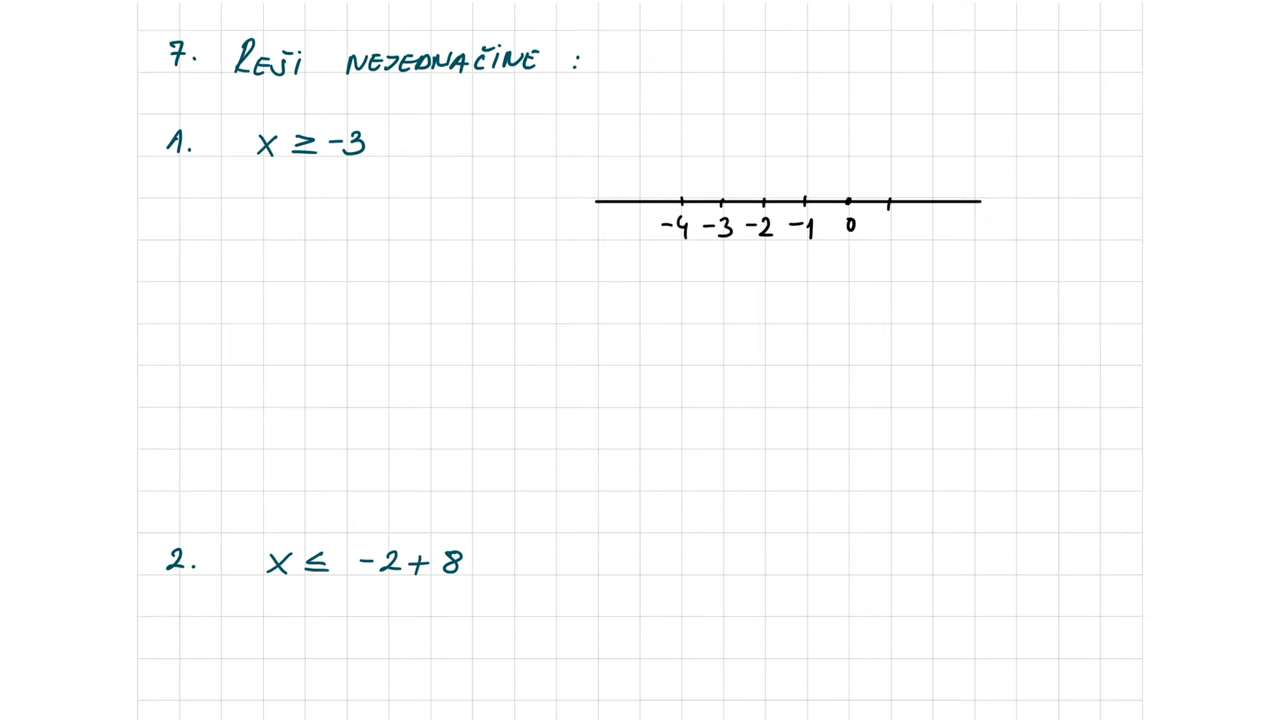 7. REŠI NEJEDNAČINE :
1. X ≥ -3
-4 -3 -2 -1 0
2. X ≤ -2 + 8